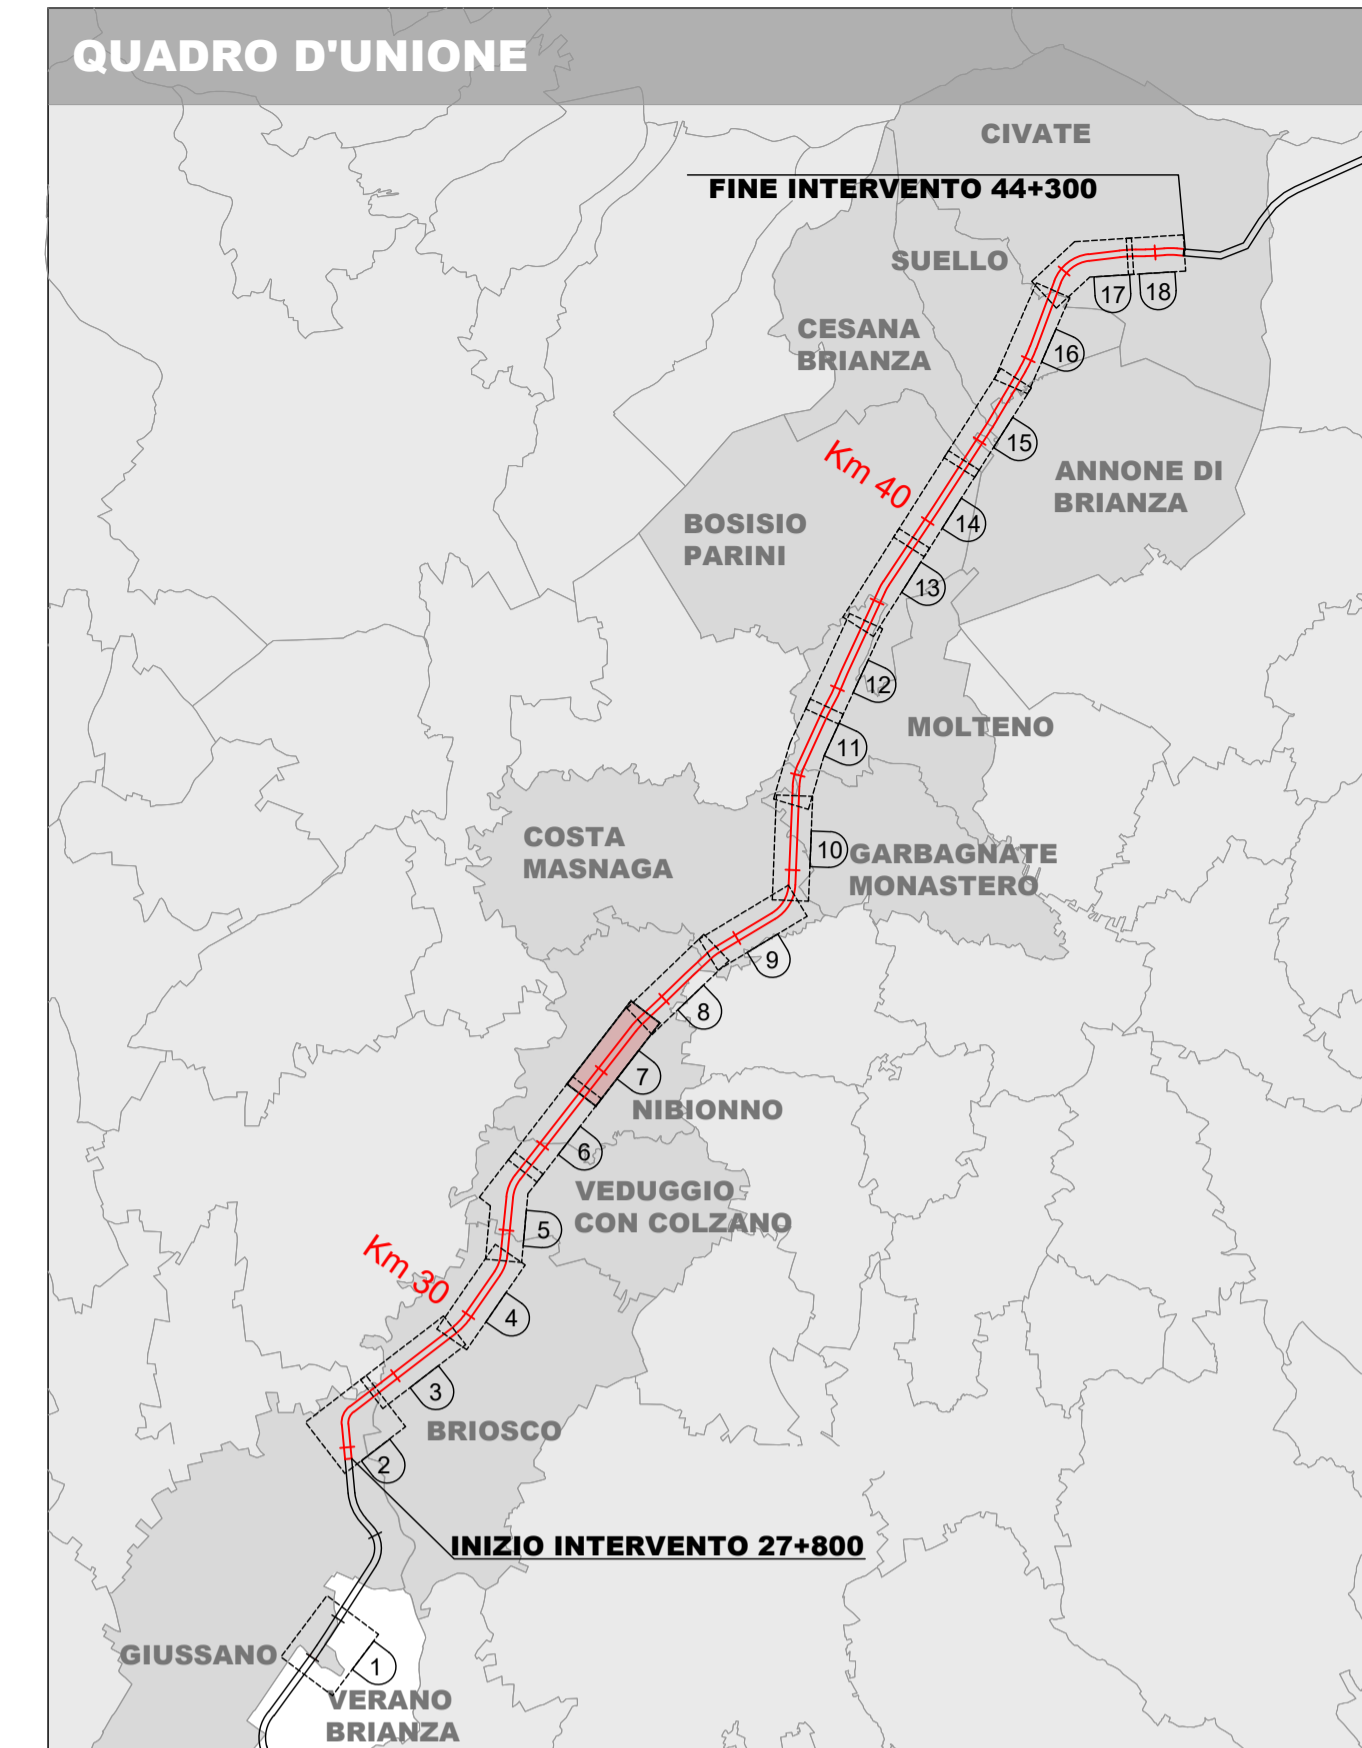 QUADRO D'UNIONE
CIVATE
FINE INTERVENTO 44+300
SUELLO
17
18
CESANA
BRIANZA
16
15
Km 40
ANNONE DI
BRIANZA
BOSISIO
PARINI
14
13
12
MOLTENO
11
COSTA
MASNAGA
10
GARBAGNATE
MONASTERO
9
8
7
NIBIONNO
6
VEDUGGIO
CON COLZANO
5
Km 30
4
3
BRIOSCO
2
INIZIO INTERVENTO 27+800
GIUSSANO
1
VERANO
BRIANZA